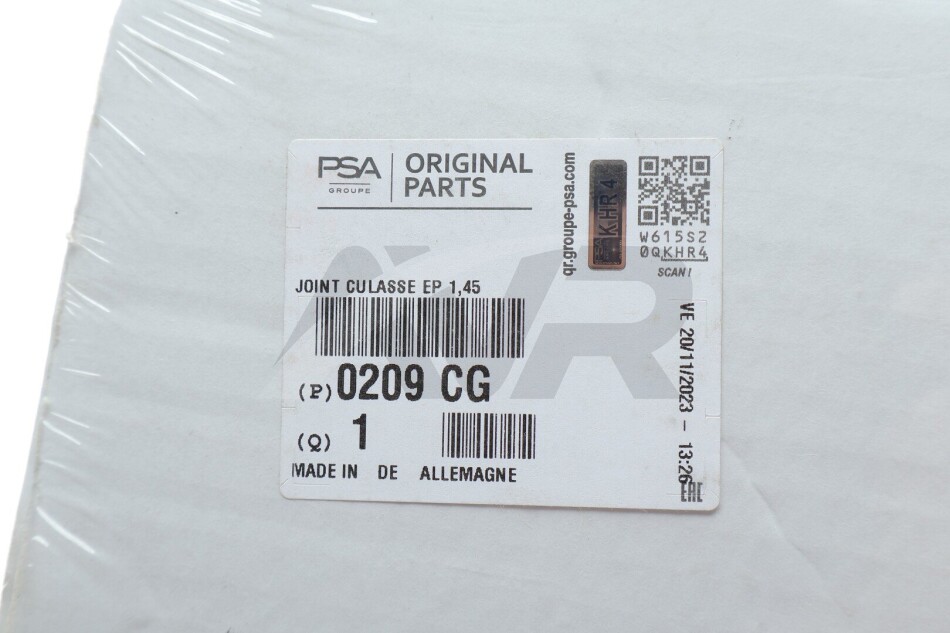 PSA
GROUPE
ORIGINAL
PARTS
qr.groupe-psa.com
KHR4
W615S2
0QKHR4
SCAN!
JOINT CULASSE EP 1,45
(P) 0209 CG
(Q) 1
MADE IN DE ALLEMAGNE
VE 20/11/2023 - 13:26
EAC
AVR